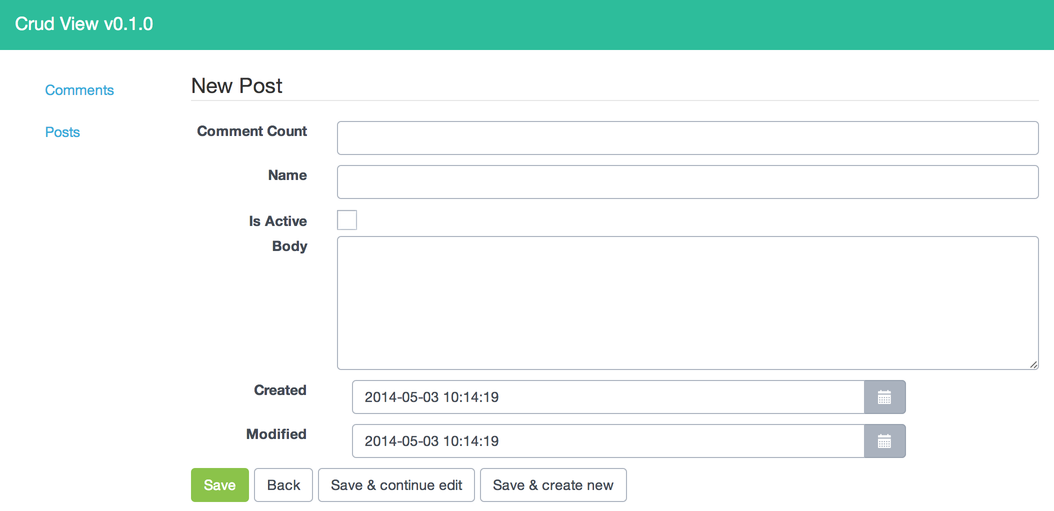 Crud View v0.1.0
Comments
Posts
New Post
Comment Count
Name
Is Active
Body
Created 2014-05-03 10:14:19
Modified 2014-05-03 10:14:19
Save Back Save & continue edit Save & create new